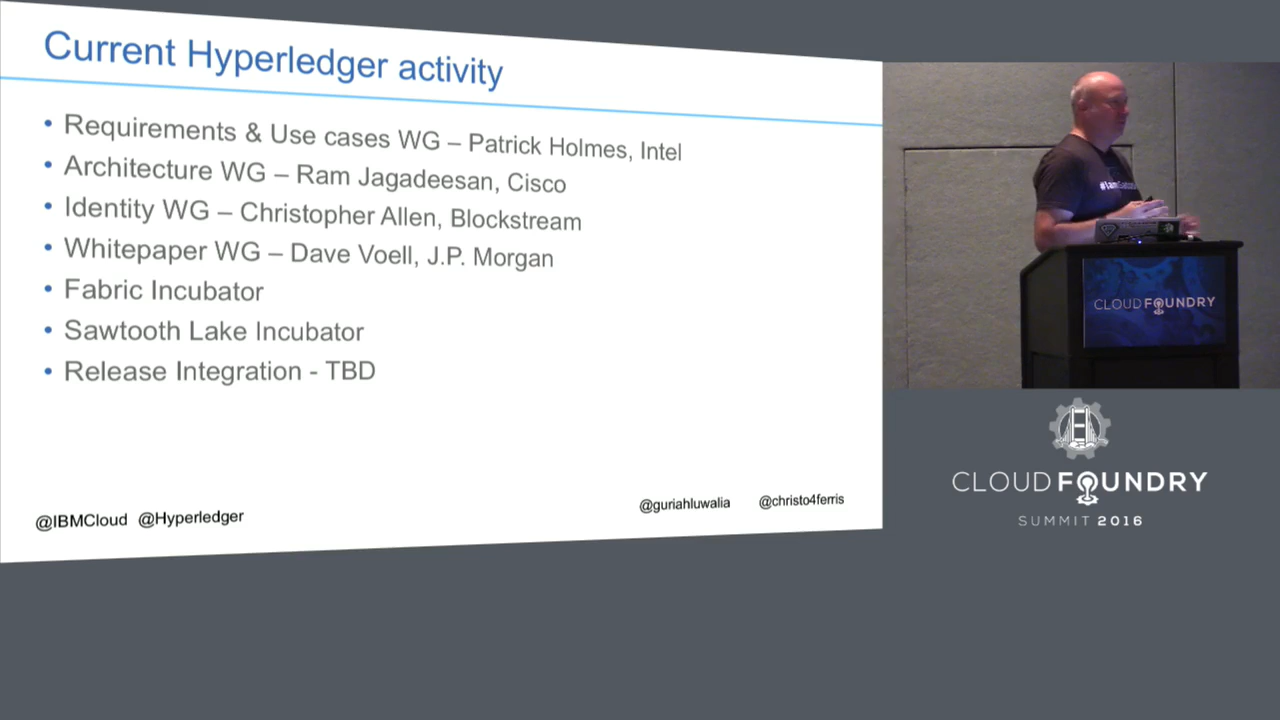 Current Hyperledger activity
• Requirements & Use cases WG – Patrick Holmes, Intel
• Architecture WG – Ram Jagadeesan, Cisco
• Identity WG – Christopher Allen, Blockstream
• Whitepaper WG – Dave Voell, J.P. Morgan
• Fabric Incubator
• Sawtooth Lake Incubator
• Release Integration - TBD
@IBMCloud @Hyperledger
@guriahluwalia @christo4ferris
CLOUD FOUNDRY
CLOUD FOUNDRY
SUMMIT 2016